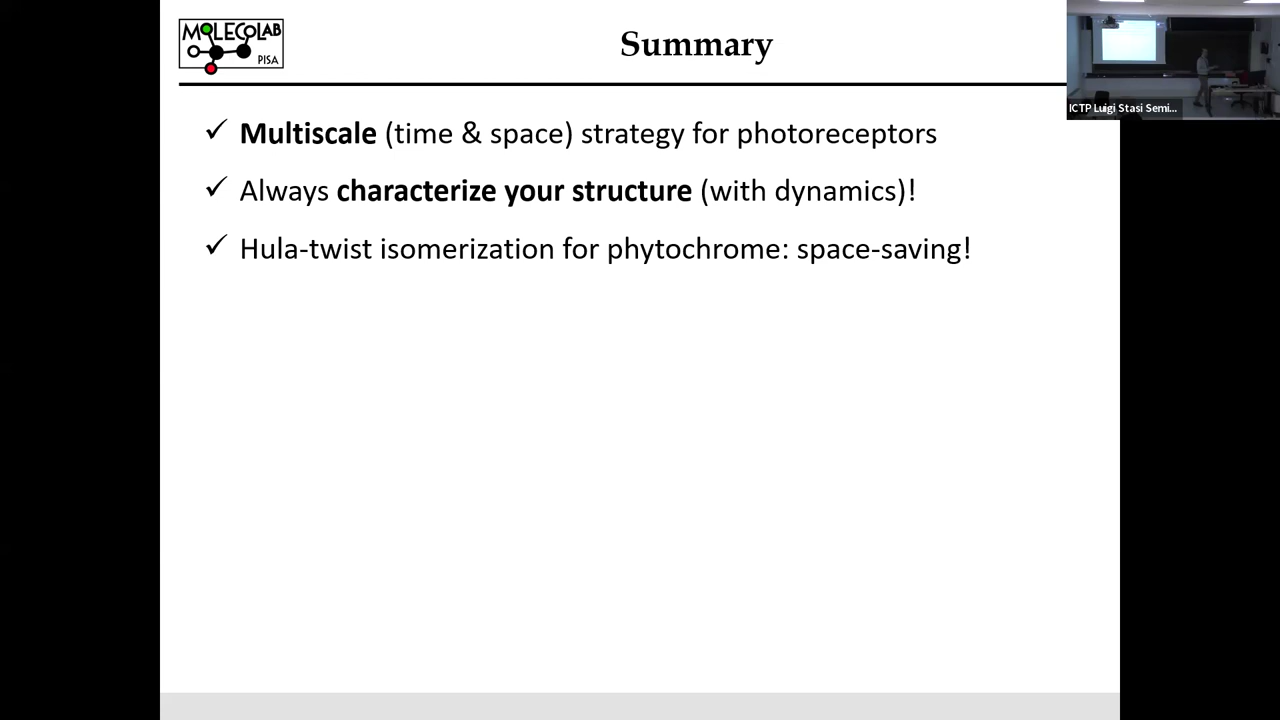 MOLECOLAB
PISA
Summary
ICTP Luigi Stasi Semi...
✓ Multiscale (time & space) strategy for photoreceptors
✓ Always characterize your structure (with dynamics)!
✓ Hula-twist isomerization for phytochrome: space-saving!